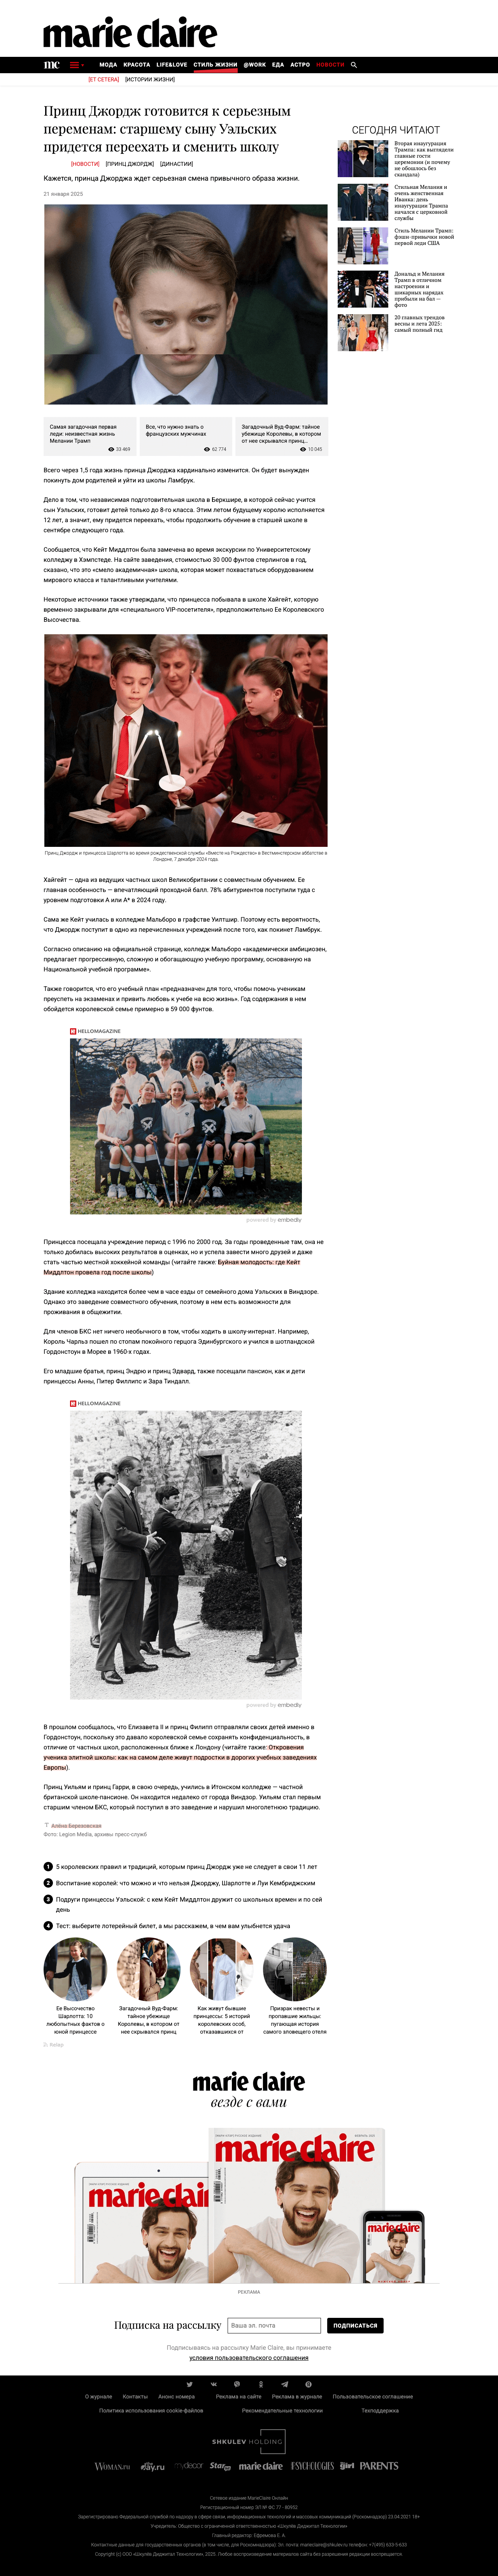 marie claire
mc
МОДА КРАСОТА LIFE&LOVE СТИЛЬ ЖИЗНИ @WORK ЕДА АСТРО НОВОСТИ
[ET CETERA] [ИСТОРИИ ЖИЗНИ]
Принц Джордж готовится к серьезным
переменам: старшему сыну Уэльских
придется переехать и сменить школу
[НОВОСТИ] [ПРИНЦ ДЖОРДЖ] [ДИНАСТИИ]
Кажется, принца Джорджа ждет серьезная смена привычного образа жизни.
21 января 2025
Самая загадочная первая
леди: неизвестная жизнь
Мелании Трамп
33 469
Все, что нужно знать о
французских мужчинах
62 774
Загадочный Вуд-Фарм: тайное
убежище Королевы, в котором
от нее скрывался принц...
10 045
Всего через 1,5 года жизнь принца Джорджа кардинально изменится. Он будет вынужден
покинуть дом родителей и уйти из школы Ламбрук.
Дело в том, что независимая подготовительная школа в Беркшире, в которой сейчас учится
сын Уэльских, готовит детей только до 8-го класса. Этим летом будущему королю исполняется
12 лет, а значит, ему придется переехать, чтобы продолжить обучение в старшей школе в
сентябре следующего года.
Сообщается, что Кейт Миддлтон была замечена во время экскурсии по Университетскому
колледжу в Хэмпстеде. На сайте заведения, стоимостью 30 000 фунтов стерлингов в год,
сказано, что это «смело академичная» школа, которая может похвастаться оборудованием
мирового класса и талантливыми учителями.
Некоторые источники также утверждали, что принцесса побывала в школе Хайгейт, которую
временно закрывали для «специального VIP-посетителя», предположительно Ее Королевского
Высочества.
Принц Джордж и принцесса Шарлотта во время рождественской службы «Вместе на Рождество» в Вестминстерском аббатстве в
Лондоне, 7 декабря 2024 года.
Хайгейт — одна из ведущих частных школ Великобритании с совместным обучением. Ее
главная особенность — впечатляющий проходной балл. 78% абитуриентов поступили туда с
уровнем подготовки A или A* в 2024 году.
Сама же Кейт училась в колледже Мальборо в графстве Уилтшир. Поэтому есть вероятность,
что Джордж поступит в одно из перечисленных учреждений после того, как покинет Ламбрук.
Согласно описанию на официальной странице, колледж Мальборо «академически амбициозен,
предлагает прогрессивную, сложную и обогащающую учебную программу, основанную на
Национальной учебной программе».
Также говорится, что его учебный план «предназначен для того, чтобы помочь ученикам
преуспеть на экзаменах и привить любовь к учебе на всю жизнь». Год содержания в нем
обойдется королевской семье примерно в 59 000 фунтов.
HELLOMAGAZINE
powered by embedly
Принцесса посещала учреждение период с 1996 по 2000 год. За годы проведенные там, она не
только добилась высоких результатов в оценках, но и успела завести много друзей и даже
стать частью местной хоккейной команды (читайте также: Буйная молодость: где Кейт
Миддлтон провела год после школы)
Здание колледжа находится более чем в часе езды от семейного дома Уэльских в Виндзоре.
Однако это заведение совместного обучения, поэтому в нем есть возможности для
проживания в общежитии.
Для членов БКС нет ничего необычного в том, чтобы ходить в школу-интернат. Например,
Король Чарльз пошел по стопам покойного герцога Эдинбургского и учился в шотландской
Гордонстоун в Морее в 1960-х годах.
Его младшие братья, принц Эндрю и принц Эдвард, также посещали пансион, как и дети
принцессы Анны, Питер Филлипс и Зара Тиндалл.
HELLOMAGAZINE
powered by embedly
В прошлом сообщалось, что Елизавета II и принц Филипп отправляли своих детей именно в
Гордонстоун, поскольку это давало королевской семье сохранять конфиденциальность, в
отличие от частных школ, расположенных ближе к Лондону (читайте также: Откровения
ученика элитной школы: как на самом деле живут подростки в дорогих учебных заведениях
Европы).
Принц Уильям и принц Гарри, в свою очередь, учились в Итонском колледже — частной
британской школе-пансионе. Он находится недалеко от города Виндзор. Уильям стал первым
старшим членом БКС, который поступил в это заведение и нарушил многолетнюю традицию.
Алёна Березовская
Фото: Legion Media, архивы пресс-служб
1 5 королевских правил и традиций, которым принц Джордж уже не следует в свои 11 лет
2 Воспитание королей: что можно и что нельзя Джорджу, Шарлотте и Луи Кембриджским
3 Подруги принцессы Уэльской: с кем Кейт Миддлтон дружит со школьных времен и по сей
день
4 Тест: выберите лотерейный билет, а мы расскажем, в чем вам улыбнется удача
Ее Высочество
Шарлотта: 10
любопытных фактов о
юной принцессе
Загадочный Вуд-Фарм:
тайное убежище
Королевы, в котором от
нее скрывался принц
Как живут бывшие
принцессы: 5 историй
королевских особ,
отказавшихся от
Призрак невесты и
пропавшие жильцы:
пугающая история
самого зловещего отеля
СЕГОДНЯ ЧИТАЮТ
Вторая инаугурация
Трампа: как выглядели
главные гости
церемонии (и почему
не обошлось без
скандала)
Стильная Мелания и
очень женственная
Иванка: день
инаугурации Трампа
начался с церковной
службы
Стиль Мелании Трамп:
фэшн-привычки новой
первой леди США
Дональд и Мелания
Трамп в отличном
настроении и
шикарных нарядах
прибыли на бал —
фото
20 главных трендов
весны и лета 2025:
самый полный гид
marie claire
везде с вами
marie claire
marie claire
marie claire
РЕКЛАМА
Подписка на рассылку
Ваша эл. почта
ПОДПИСАТЬСЯ
Подписываясь на рассылку Marie Claire, вы принимаете
условия пользовательского соглашения
О журнале Контакты Анонс номера Реклама на сайте Реклама в журнале Пользовательское соглашение
Политика использования cookie-файлов Рекомендательные технологии Техподдержка
SHKULEV HOLDING
WOMAN.RU the day.ru mydecor StarHit marie claire PSYCHOLOGIES girl PARENTS
Сетевое издание MarieClaire Онлайн
Регистрационный номер ЭЛ № ФС 77 - 80952
Зарегистрировано Федеральной службой по надзору в сфере связи, информационных технологий и массовых коммуникаций (Роскомнадзор) 23.04.2021 18+
Учредитель: Общество с ограниченной ответственностью «Шкулёв Диджитал Технологии»
Главный редактор: Ефремова Е. А.
Контактные данные для государственных органов (в том числе, для Роскомнадзора): Эл. почта: marieclaire@shkulev.ru телефон: +7(495) 633-5-633
Copyright (с) ООО «Шкулёв Диджитал Технологии», 2025. Любое воспроизведение материалов сайта без разрешения редакции воспрещается.